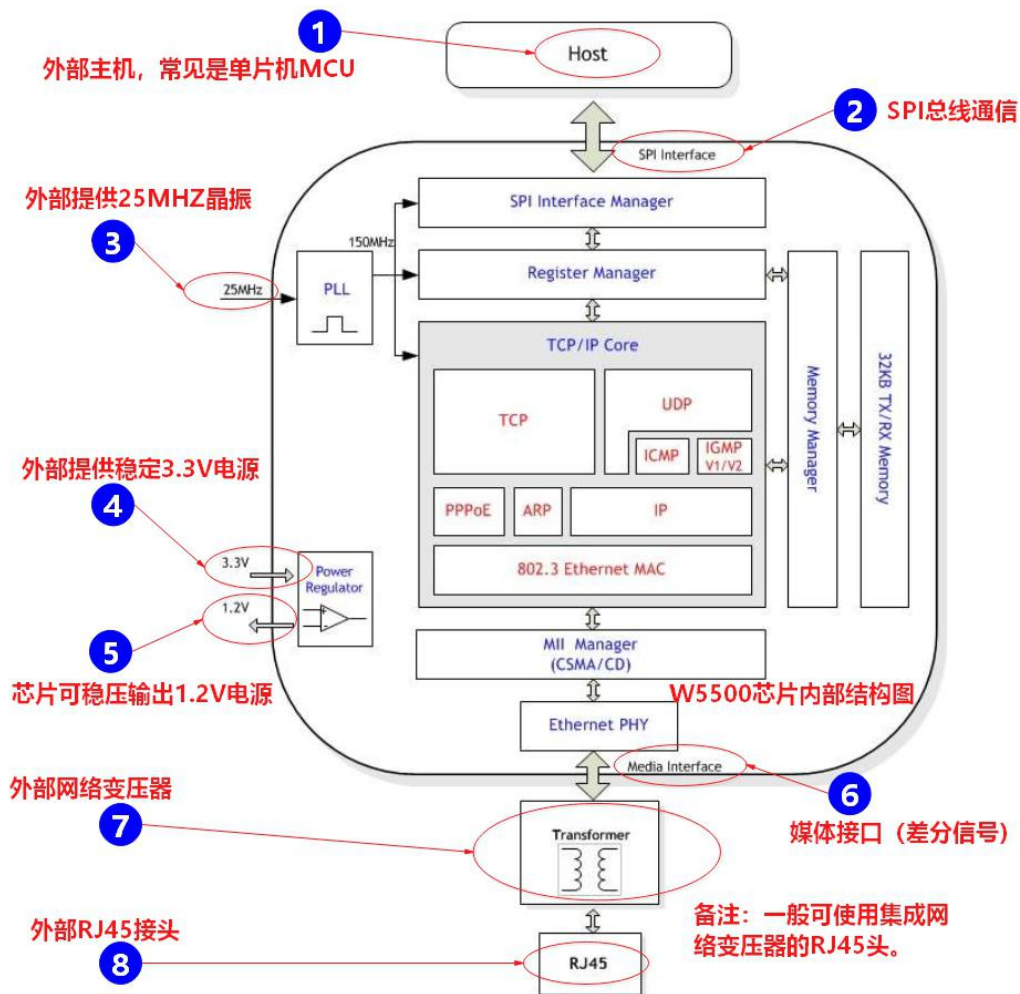 1
Host
外部主机，常见是单片机MCU
2
SPI总线通信
SPI Interface
外部提供25MHZ晶振
3
SPI Interface Manager
150MHz
25MHz
PLL
Register Manager
TCP/IP Core
TCP
UDP
ICMP
IGMP
V1/V2
PPPoE
ARP
IP
802.3 Ethernet MAC
Memory Manager
32KB TX/RX Memory
外部提供稳定3.3V电源
4
3.3V
Power
Regulator
1.2V
5
芯片可稳压输出1.2V电源
MII Manager
(CSMA/CD)
W5500芯片内部结构图
Ethernet PHY
Media Interface
6
媒体接口（差分信号）
外部网络变压器
7
Transformer
备注：一般可使用集成网
络变压器的RJ45头。
外部RJ45接头
8
RJ45